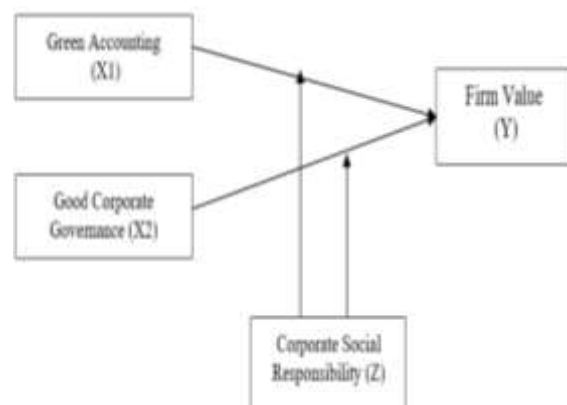 Green Accounting
(X1)
Firm Value
(Y)
Good Corporate
Governance (X2)
Corporate Social
Responsibility (Z)